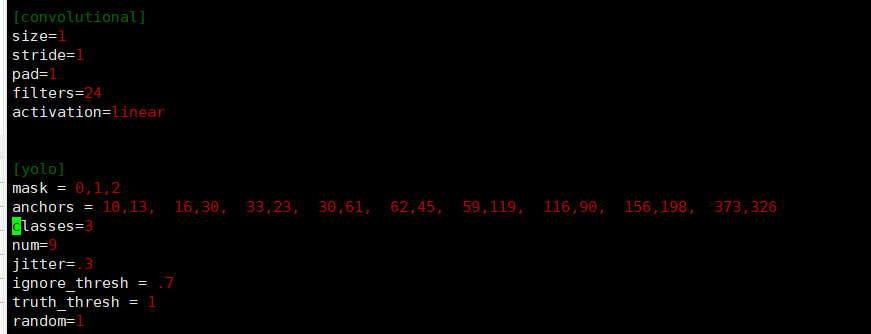 [convolutional]
size=1
stride=1
pad=1
filters=24
activation=linear
[yolo]
mask = 0,1,2
anchors = 10,13,  16,30,  33,23,  30,61,  62,45,  59,119,  116,90,  156,198,  373,326
classes=3
num=9
jitter=.3
ignore_thresh = .7
truth_thresh = 1
random=1